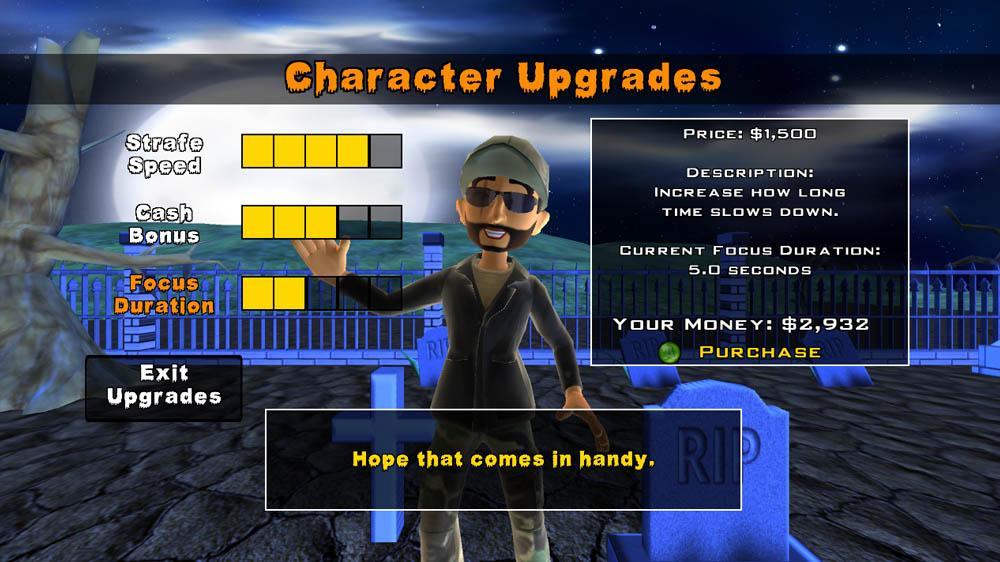 Character Upgrades
Strafe
Speed
Cash
Bonus
Focus
Duration
Exit
Upgrades
Price: $1,500
Description:
Increase how long
time slows down.
Current Focus Duration:
5.0 seconds
Your Money: $2,932
A Purchase
Hope that comes in handy.
RIP
RIP